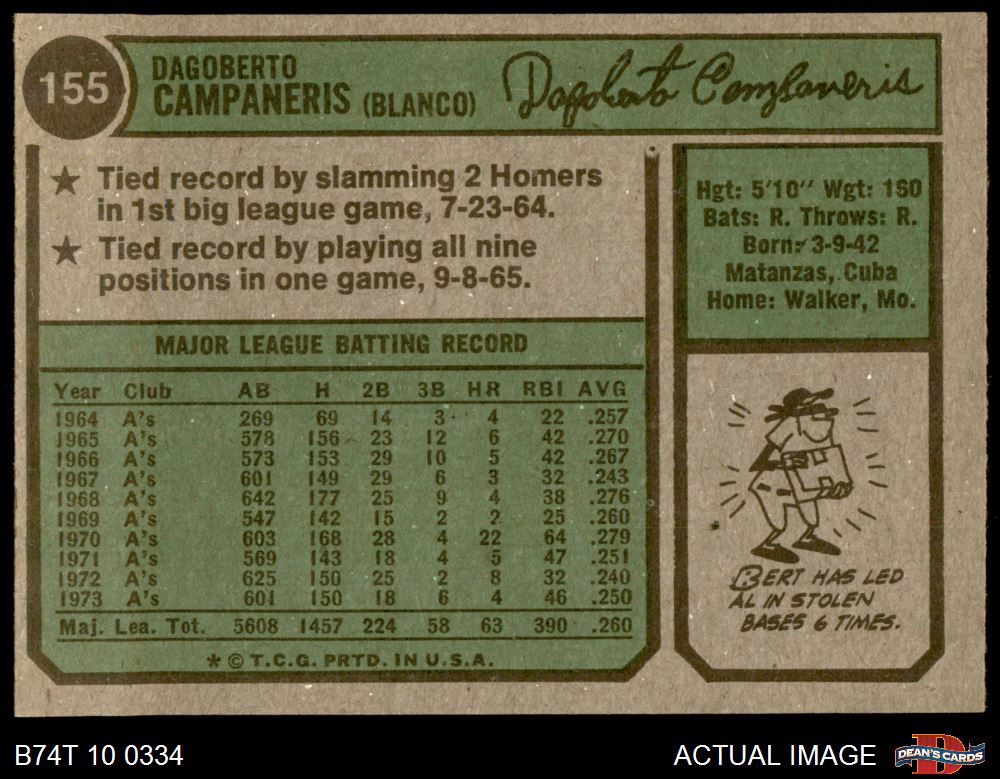 155
DAGOBERTO
CAMPANERIS (BLANCO)
Dagoberto Campaneris
★ Tied record by slamming 2 Homers
in 1st big league game, 7-23-64.
★ Tied record by playing all nine
positions in one game, 9-8-65.
Hgt: 5'10" Wgt: 160
Bats: R. Throws: R.
Born: 3-9-42
Matanzas, Cuba
Home: Walker, Mo.
MAJOR LEAGUE BATTING RECORD
Year Club AB H 2B 3B HR RBI AVG
1964 A's 269 69 14 3 4 22 .257
1965 A's 578 156 23 12 6 42 .270
1966 A's 573 153 29 10 5 42 .267
1967 A's 601 149 29 6 3 32 .243
1968 A's 642 177 25 9 4 38 .276
1969 A's 547 142 15 2 2 25 .260
1970 A's 603 168 28 4 22 64 .279
1971 A's 569 143 18 4 5 47 .251
1972 A's 625 150 25 2 8 32 .240
1973 A's 601 150 18 6 4 46 .250
Maj. Lea. Tot. 5608 1457 224 58 63 390 .260
* © T.C.G. PRTD. IN U.S.A.
BERT HAS LED
AL IN STOLEN
BASES 6 TIMES.
B74T 10 0334
ACTUAL IMAGE
DEAN'S CARDS